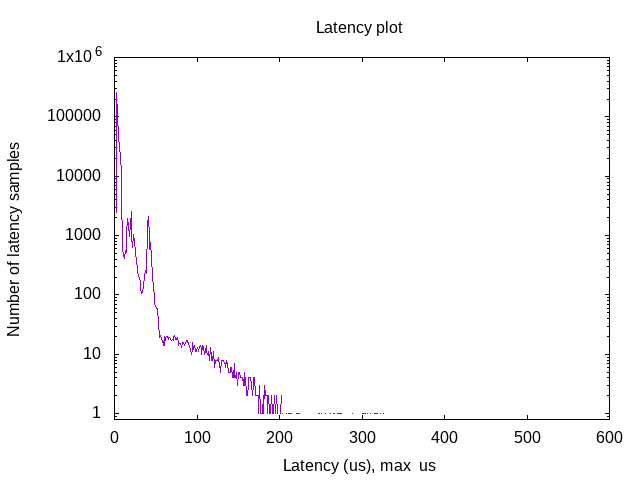 Latency plot
1x10^6
100000
10000
1000
100
10
1
Number of latency samples
0 100 200 300 400 500 600
Latency (us), max us